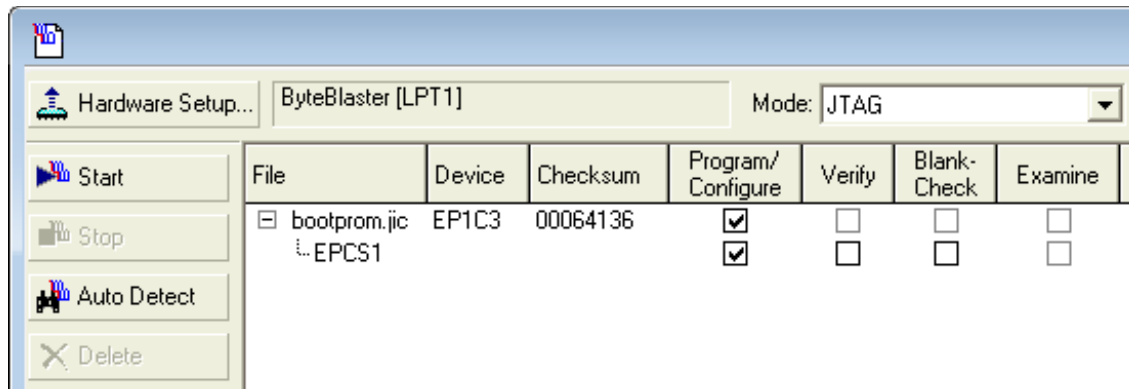 Hardware Setup... ByteBlaster [LPT1] Mode: JTAG
Start
Stop
Auto Detect
Delete
File Device Checksum Program/ Configure Verify Blank- Check Examine
bootprom.jic EP1C3 00064136
EPCS1